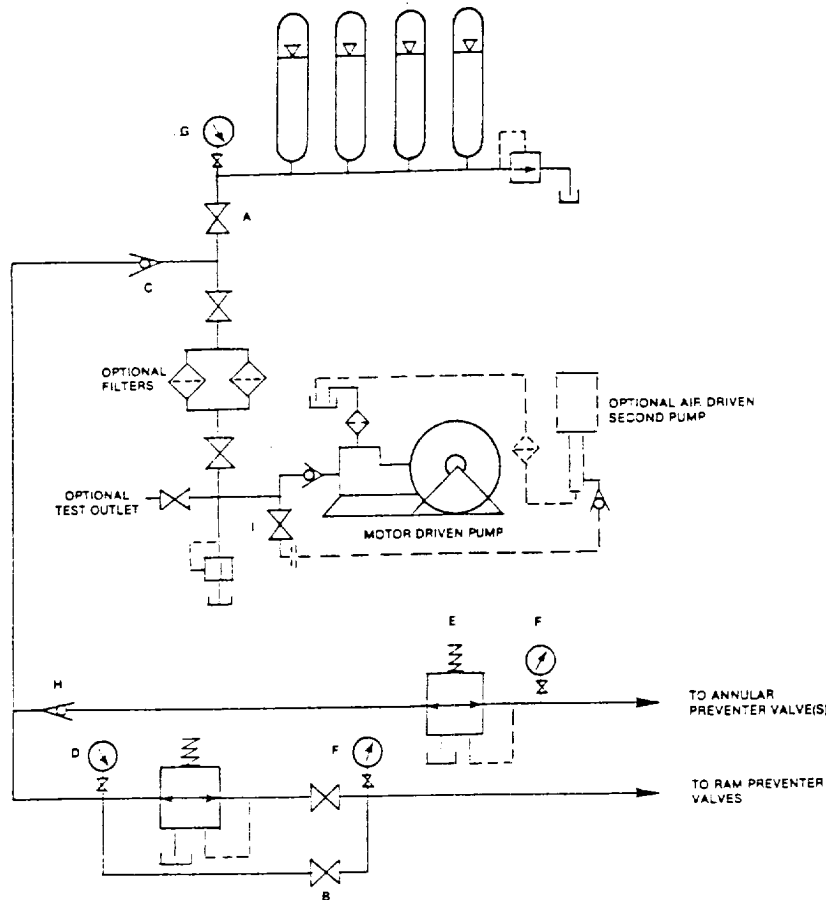 G
A
C
OPTIONAL
FILTERS
OPTIONAL AIR DRIVEN
SECOND PUMP
OPTIONAL
TEST OUTLET
I
MOTOR DRIVEN PUMP
E
F
H
TO ANNULAR
PREVENTER VALVE(S)
D
F
TO RAM PREVENTER
VALVES
B